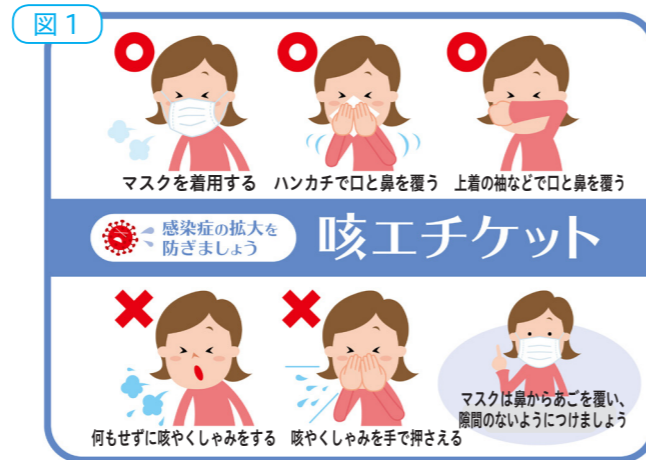 図1
マスクを着用する
ハンカチで口と鼻を覆う
上着の袖などで口と鼻を覆う
感染症の拡大を
防ぎましょう
咳エチケット
何もせずに咳やくしゃみをする
咳やくしゃみを手で押さえる
マスクは鼻からあごを覆い、
隙間のないようにつけましょう